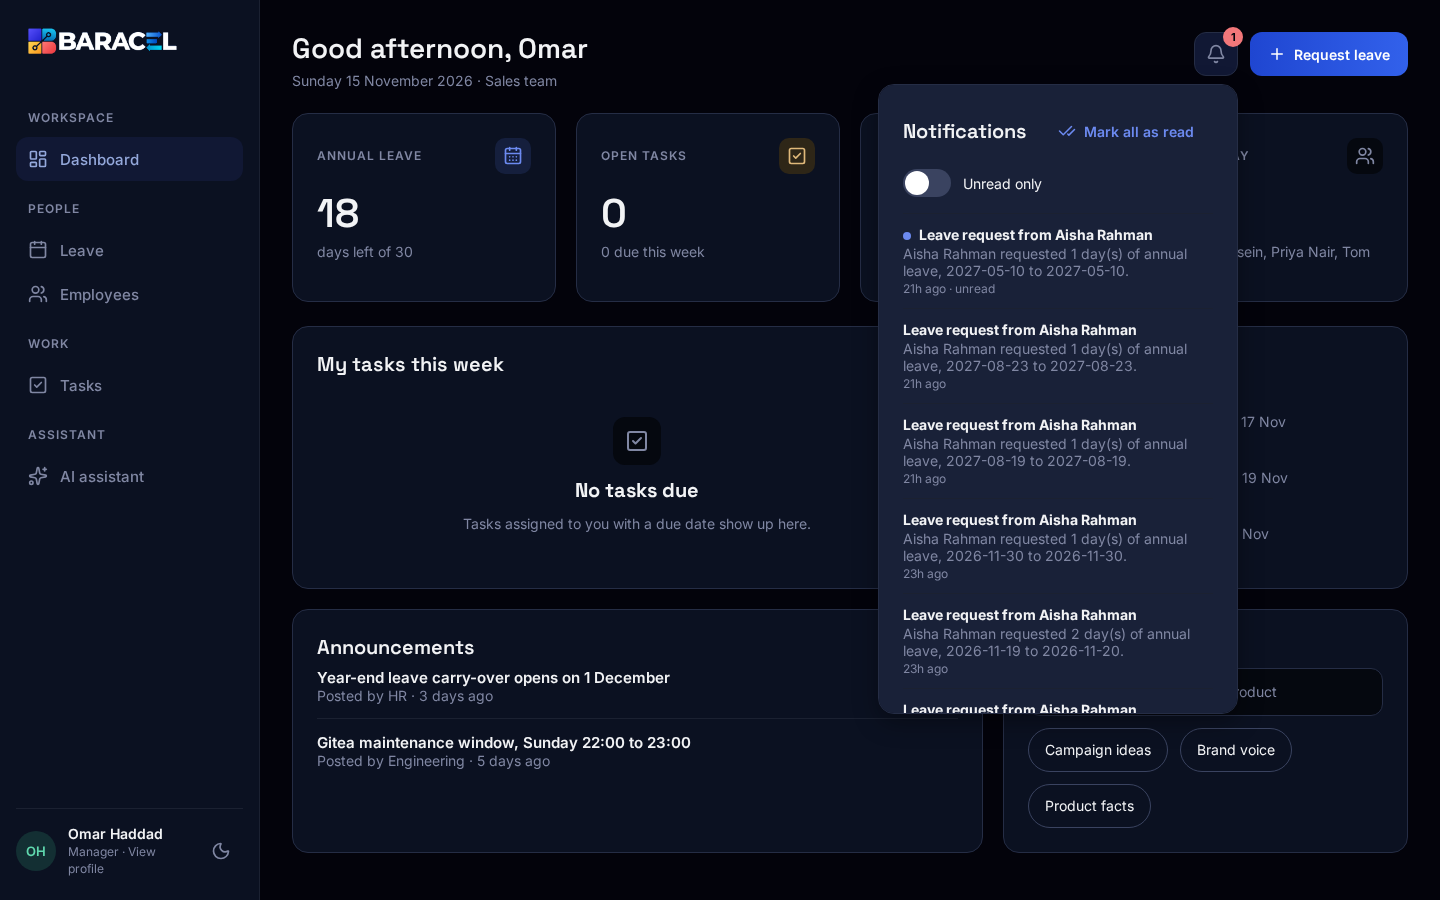 BARACEL
WORKSPACE
Dashboard
PEOPLE
Leave
Employees
WORK
Tasks
ASSISTANT
AI assistant
OH
Omar Haddad
Manager · View
profile
Good afternoon, Omar
Sunday 15 November 2026 · Sales team
1
Request leave
ANNUAL LEAVE
18
days left of 30
OPEN TASKS
0
0 due this week
sein, Priya Nair, Tom
My tasks this week
No tasks due
Tasks assigned to you with a due date show up here.
17 Nov
19 Nov
Nov
Announcements
Year-end leave carry-over opens on 1 December
Posted by HR · 3 days ago
Gitea maintenance window, Sunday 22:00 to 23:00
Posted by Engineering · 5 days ago
Campaign ideas
Brand voice
Product facts
Notifications
Mark all as read
Unread only
Leave request from Aisha Rahman
Aisha Rahman requested 1 day(s) of annual
leave, 2027-05-10 to 2027-05-10.
21h ago · unread
Leave request from Aisha Rahman
Aisha Rahman requested 1 day(s) of annual
leave, 2027-08-23 to 2027-08-23.
21h ago
Leave request from Aisha Rahman
Aisha Rahman requested 1 day(s) of annual
leave, 2027-08-19 to 2027-08-19.
21h ago
Leave request from Aisha Rahman
Aisha Rahman requested 1 day(s) of annual
leave, 2026-11-30 to 2026-11-30.
23h ago
Leave request from Aisha Rahman
Aisha Rahman requested 2 day(s) of annual
leave, 2026-11-19 to 2026-11-20.
23h ago
Leave request from Aisha Rahman